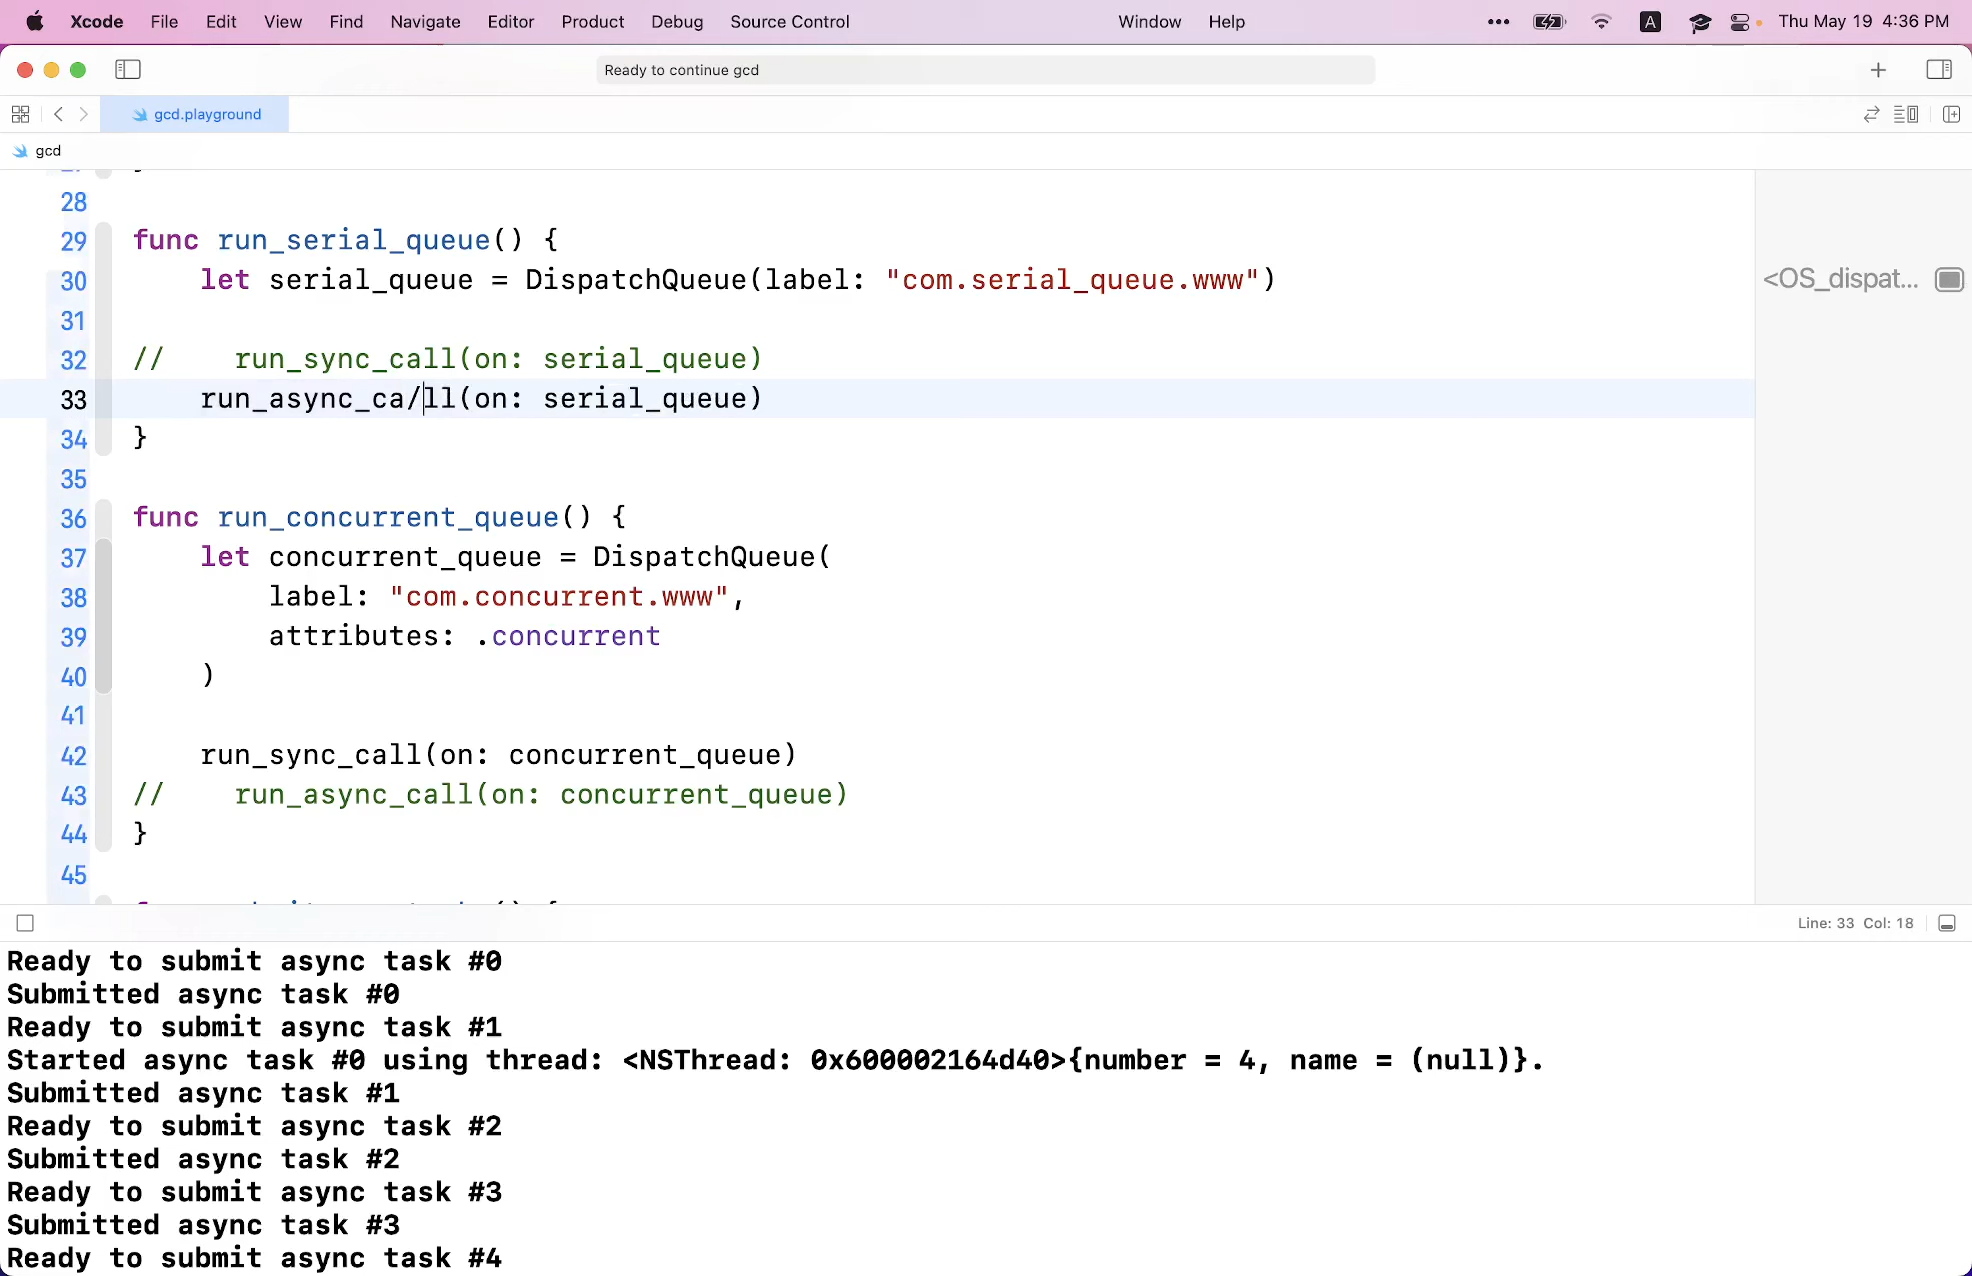 Xcode File Edit View Find Navigate Editor Product Debug Source Control Window Help A Thu May 19 4:36 PM
Ready to continue gcd
gcd.playground
gcd
28
29 func run_serial_queue() {
30 let serial_queue = DispatchQueue(label: "com.serial_queue.www") <OS_dispat...
31
32 // run_sync_call(on: serial_queue)
33 run_async_ca/ll(on: serial_queue)
34 }
35
36 func run_concurrent_queue() {
37 let concurrent_queue = DispatchQueue(
38 label: "com.concurrent.www",
39 attributes: .concurrent
40 )
41
42 run_sync_call(on: concurrent_queue)
43 // run_async_call(on: concurrent_queue)
44 }
45
Line: 33 Col: 18
Ready to submit async task #0
Submitted async task #0
Ready to submit async task #1
Started async task #0 using thread: <NSThread: 0x600002164d40>{number = 4, name = (null)}.
Submitted async task #1
Ready to submit async task #2
Submitted async task #2
Ready to submit async task #3
Submitted async task #3
Ready to submit async task #4